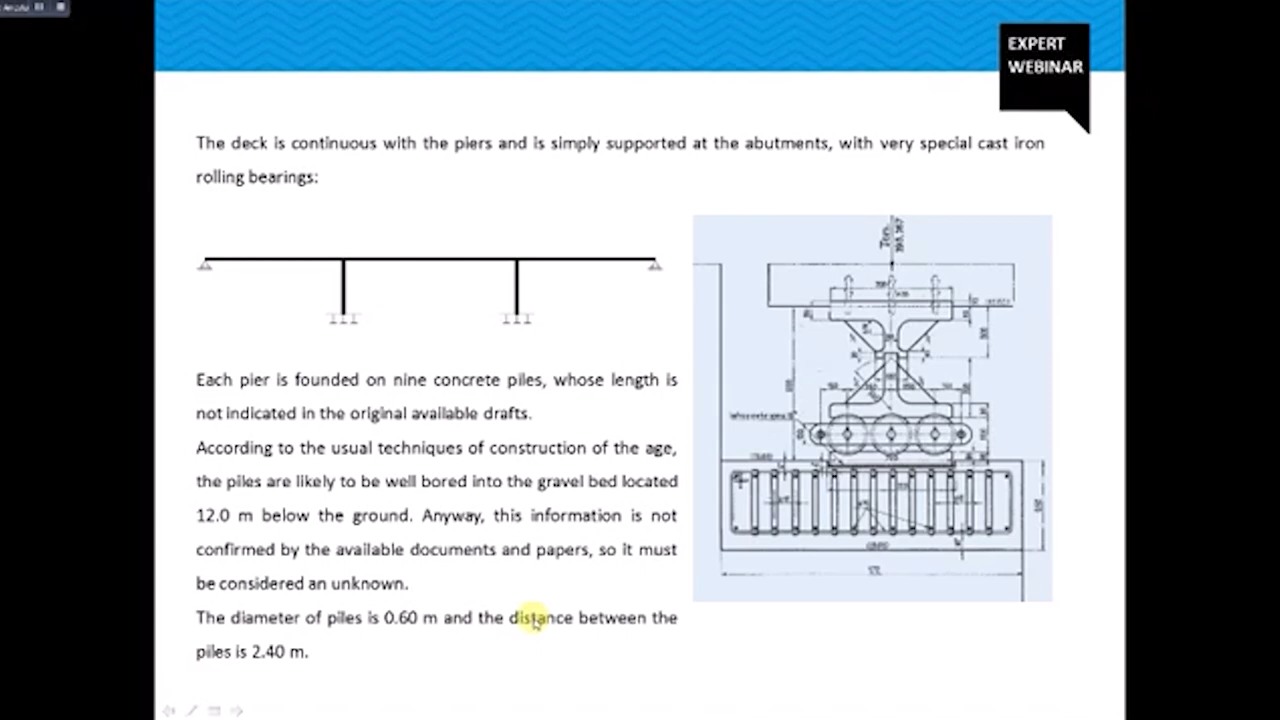 EXPERT
WEBINAR
The deck is continuous with the piers and is simply supported at the abutments, with very special cast iron
rolling bearings:
Ton.
Each pier is founded on nine concrete piles, whose length is
not indicated in the original available drafts.
According to the usual techniques of construction of the age,
the piles are likely to be well bored into the gravel bed located
12.0 m below the ground. Anyway, this information is not
confirmed by the available documents and papers, so it must
be considered an unknown.
The diameter of piles is 0.60 m and the distance between the
piles is 2.40 m.